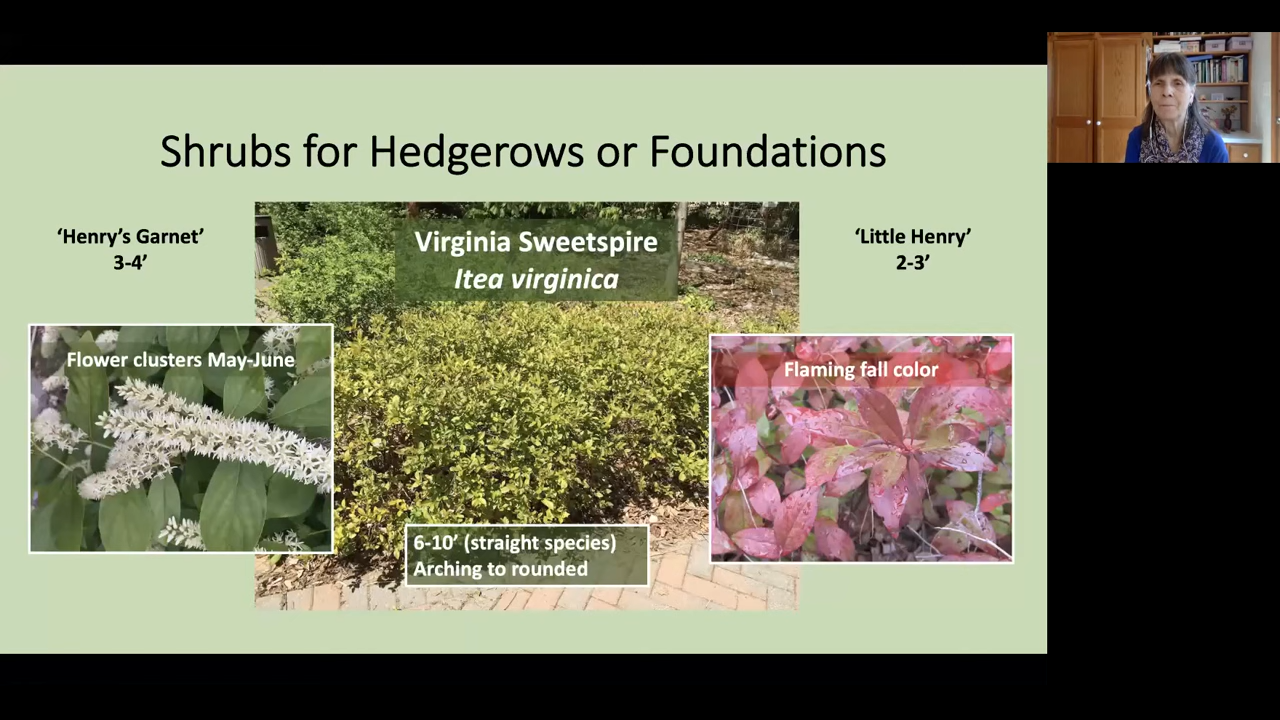 Shrubs for Hedgerows or Foundations
‘Henry’s Garnet’
3-4’
Virginia Sweetspire
Itea virginica
‘Little Henry’
2-3’
Flower clusters May-June
Flaming fall color
6-10’ (straight species)
Arching to rounded